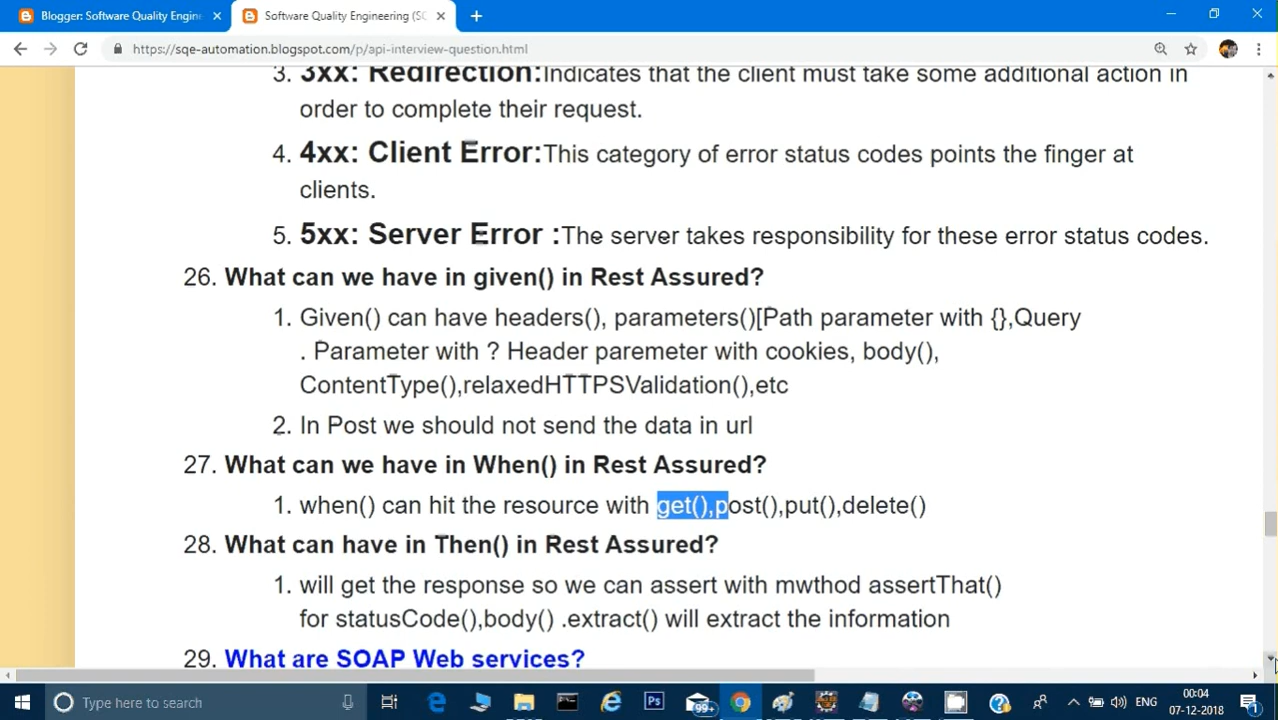 Blogger: Software Quality Engin
Software Quality Engineering (SC
https://sqe-automation.blogspot.com/p/api-interview-question.html
3. 3xx: Redirection:Indicates that the client must take some additional action in
order to complete their request.
4. 4xx: Client Error:This category of error status codes points the finger at
clients.
5. 5xx: Server Error :The server takes responsibility for these error status codes.
26. What can we have in given() in Rest Assured?
1. Given() can have headers(), parameters()[Path parameter with {},Query
. Parameter with ? Header paremeter with cookies, body(),
ContentType(),relaxedHTTPSValidation(),etc
2. In Post we should not send the data in url
27. What can we have in When() in Rest Assured?
1. when() can hit the resource with get(),post(),put(),delete()
28. What can have in Then() in Rest Assured?
1. will get the response so we can assert with mwthod assertThat()
for statusCode(),body() .extract() will extract the information
29. What are SOAP Web services?
Type here to search
Ps
99+
ENG
00:04
07-12-2018
1